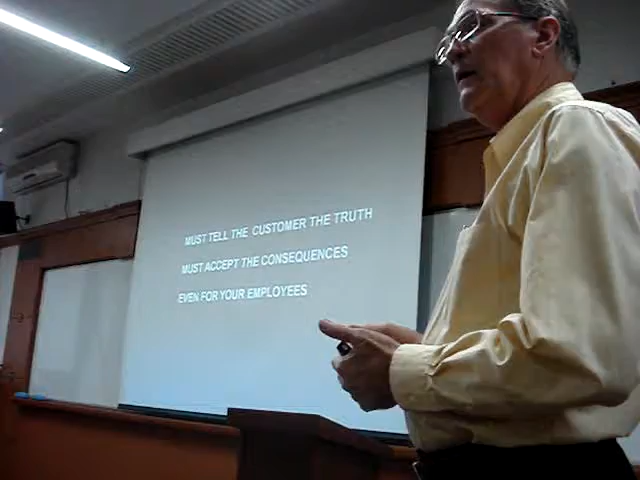 MUST TELL THE CUSTOMER THE TRUTH
MUST ACCEPT THE CONSEQUENCES
EVEN FOR YOUR EMPLOYEES